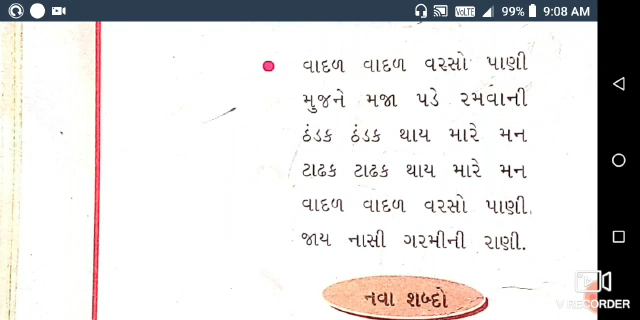 99% 9:08 AM
વાદળ વાદળ વરસો પાણી
મુજને મજા પડે રમવાની
ઠંડક ઠંડક થાય મારે મન
ટાઢક ટાઢક થાય મારે મન
વાદળ વાદળ વરસો પાણી.
જાય નાસી ગરમીની રાણી.
નવા શબ્દો
V RECORDER